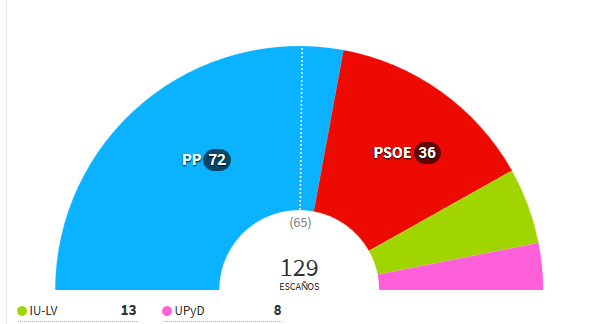 PP 72
PSOE 36
(65)
129
ESCAÑOS
IU-LV 13
UPyD 8